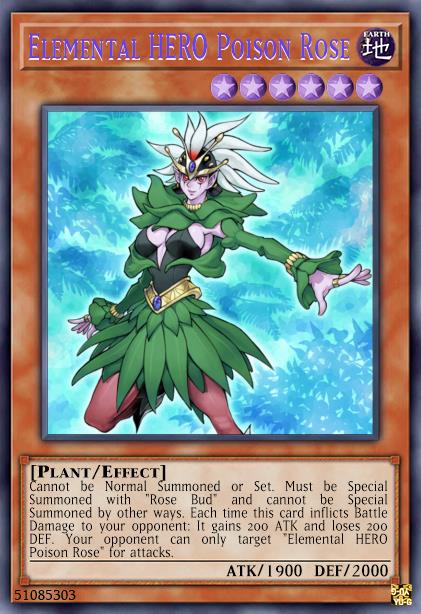 Elemental HERO Poison Rose
EARTH
地
[Plant/Effect]
Cannot be Normal Summoned or Set. Must be Special
Summoned with "Rose Bud" and cannot be Special
Summoned by other ways. Each time this card inflicts Battle
Damage to your opponent: It gains 200 ATK and loses 200
DEF. Your opponent can only target "Elemental HERO
Poison Rose" for attacks.
ATK/1900 DEF/2000
51085303